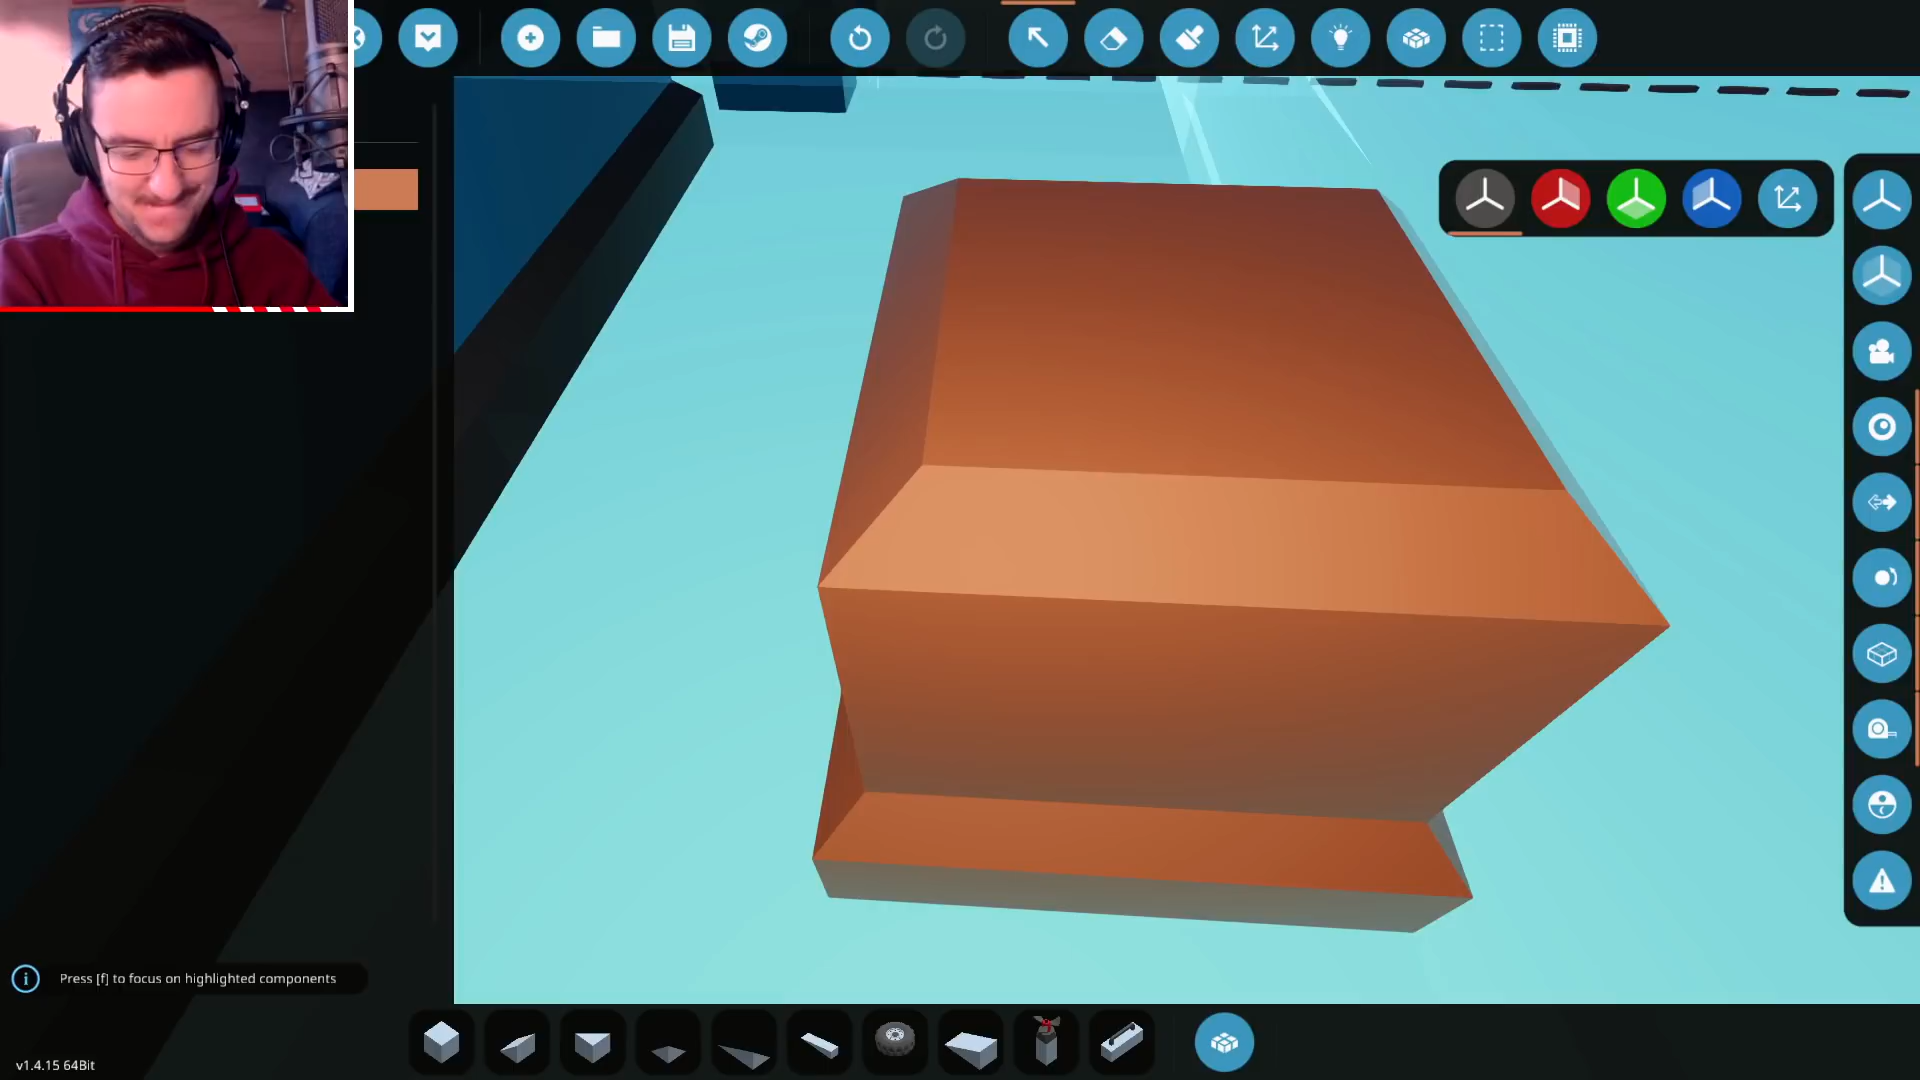 Press [f] to focus on highlighted components
v1.4.15 64Bit